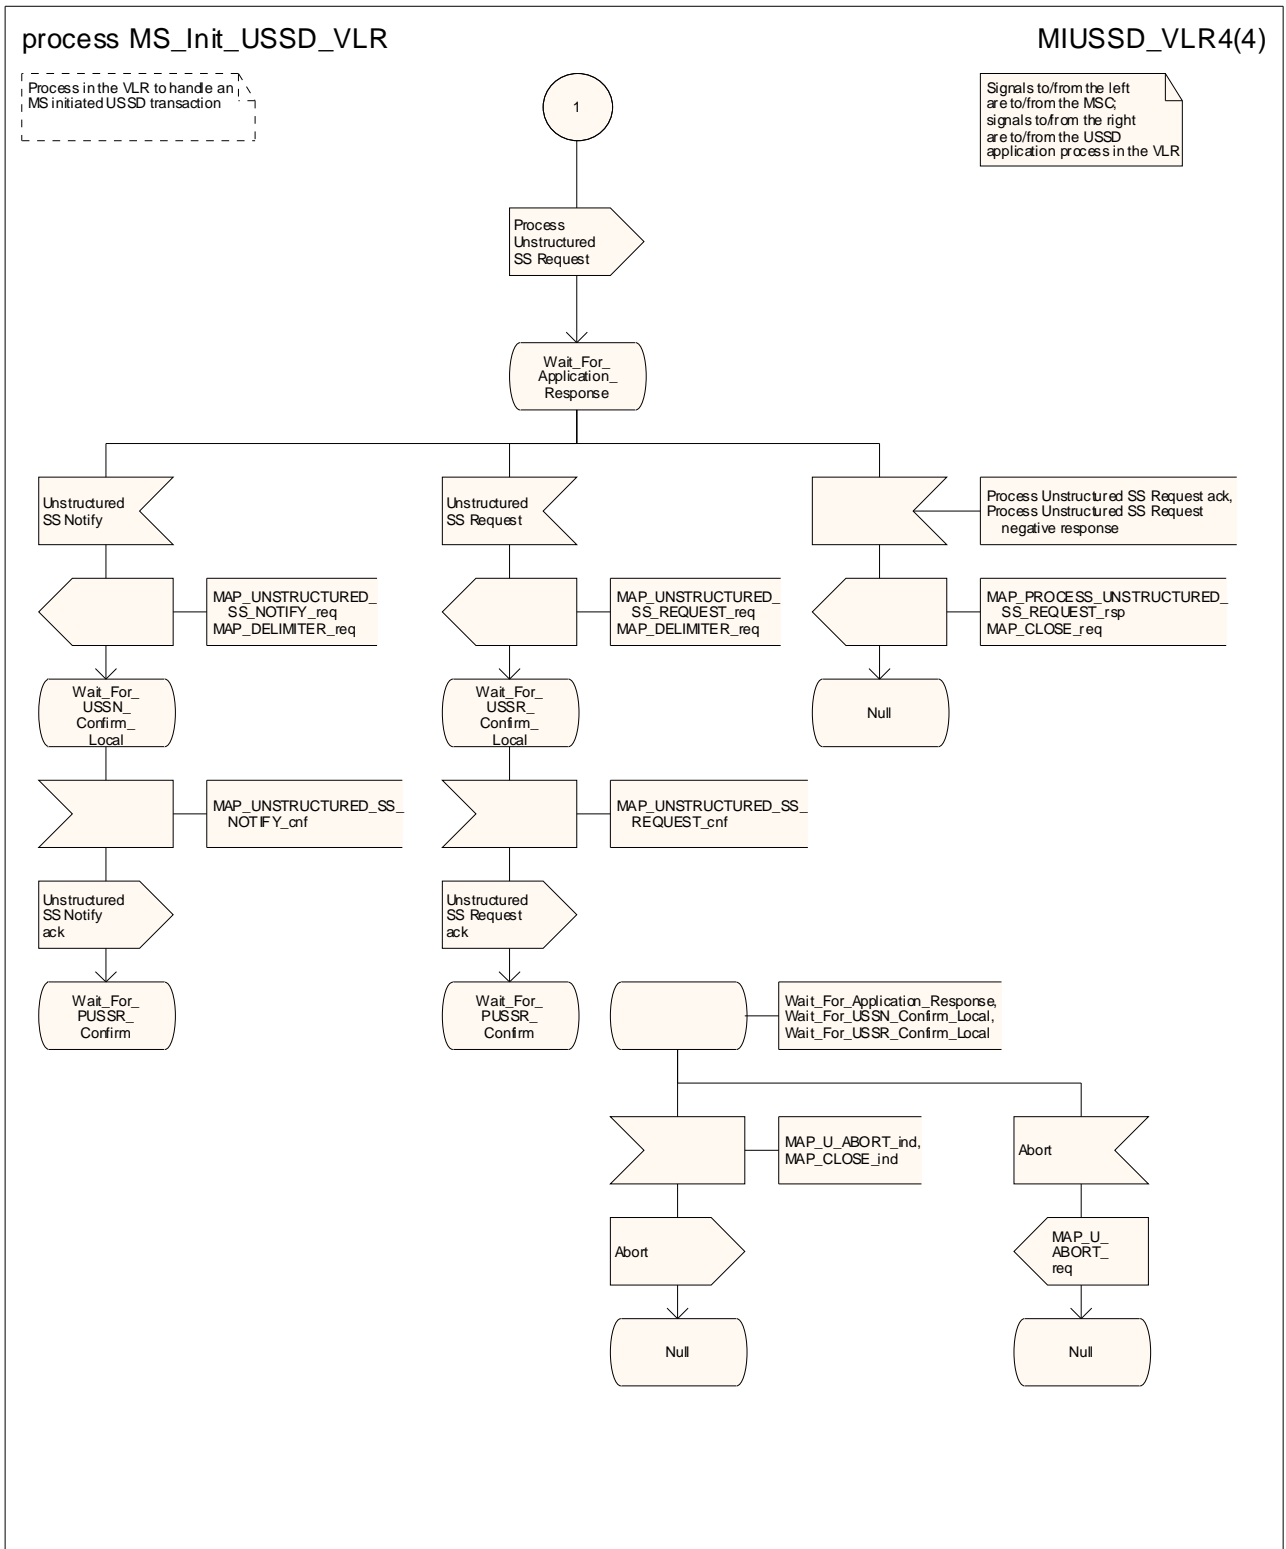 process MS_Init_USSD_VLR
MIUSSD_VLR4(4)
Process in the VLR to handle an
MS initiated USSD transaction
1
Signals to/from the left
are to/from the MSC;
signals to/from the right
are to/from the USSD
application process in the VLR
Process
Unstructured
SS Request
Wait_For_
Application_
Response
Unstructured
SS Notify
Unstructured
SS Request
Process Unstructured SS Request ack,
Process Unstructured SS Request
negative response
MAP_UNSTRUCTURED_
SS_NOTIFY_req
MAP_DELIMITER_req
MAP_UNSTRUCTURED_
SS_REQUEST_req
MAP_DELIMITER_req
MAP_PROCESS_UNSTRUCTURED_
SS_REQUEST_rsp
MAP_CLOSE_req
Wait_For_
USSN_
Confirm_
Local
Wait_For_
USSR_
Confirm_
Local
Null
MAP_UNSTRUCTURED_SS_
NOTIFY_cnf
MAP_UNSTRUCTURED_SS_
REQUEST_cnf
Unstructured
SS Notify
ack
Unstructured
SS Request
ack
Wait_For_
PUSSR_
Confirm
Wait_For_
PUSSR_
Confirm
Wait_For_Application_Response,
Wait_For_USSN_Confirm_Local,
Wait_For_USSR_Confirm_Local
MAP_U_ABORT_ind,
MAP_CLOSE_ind
Abort
Abort
MAP_U_
ABORT_
req
Null
Null